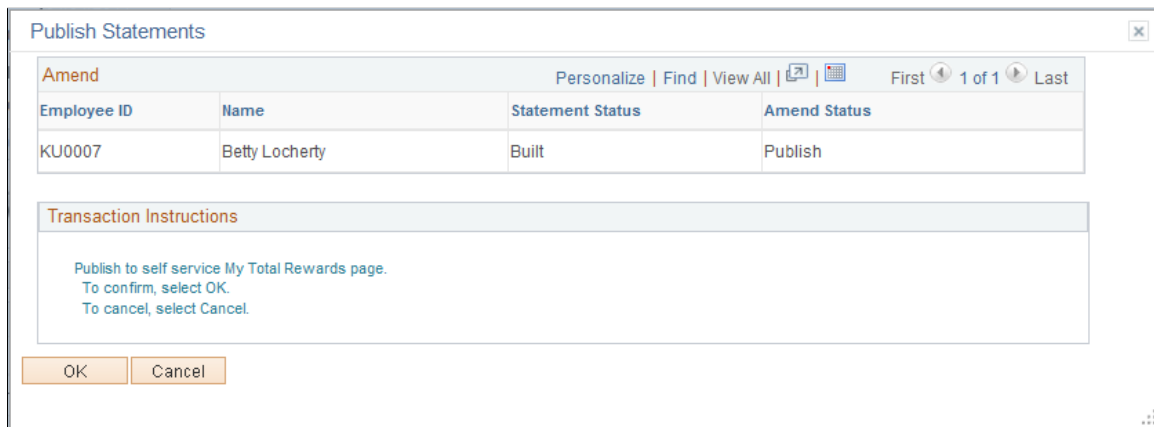 Publish Statements
Amend Personalize | Find | View All | | First 1 of 1 Last
Employee ID Name Statement Status Amend Status
KU0007 Betty Locherty Built Publish
Transaction Instructions
Publish to self service My Total Rewards page.
To confirm, select OK.
To cancel, select Cancel.
OK Cancel